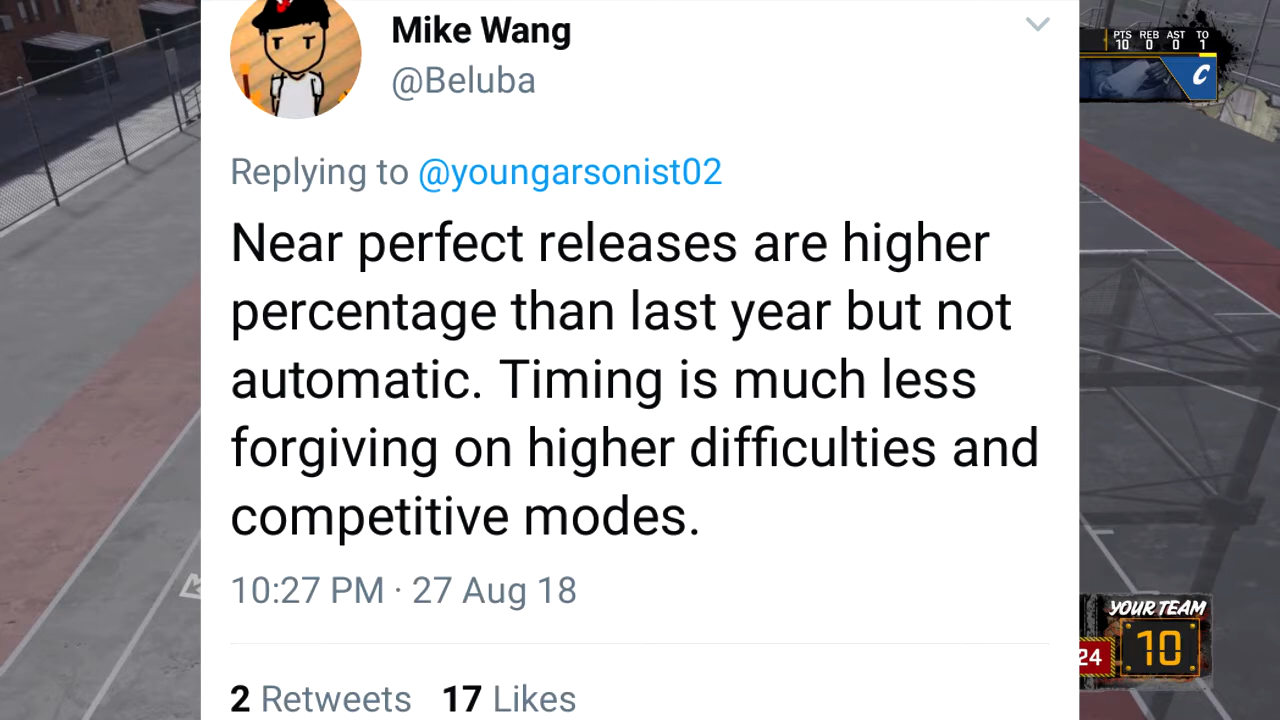 Mike Wang
@Beluba
Replying to @youngarsonist02
Near perfect releases are higher
percentage than last year but not
automatic. Timing is much less
forgiving on higher difficulties and
competitive modes.
10:27 PM · 27 Aug 18
2 Retweets 17 Likes
PTS REB AST TO
10 0 0 1
C
YOUR TEAM
24 10